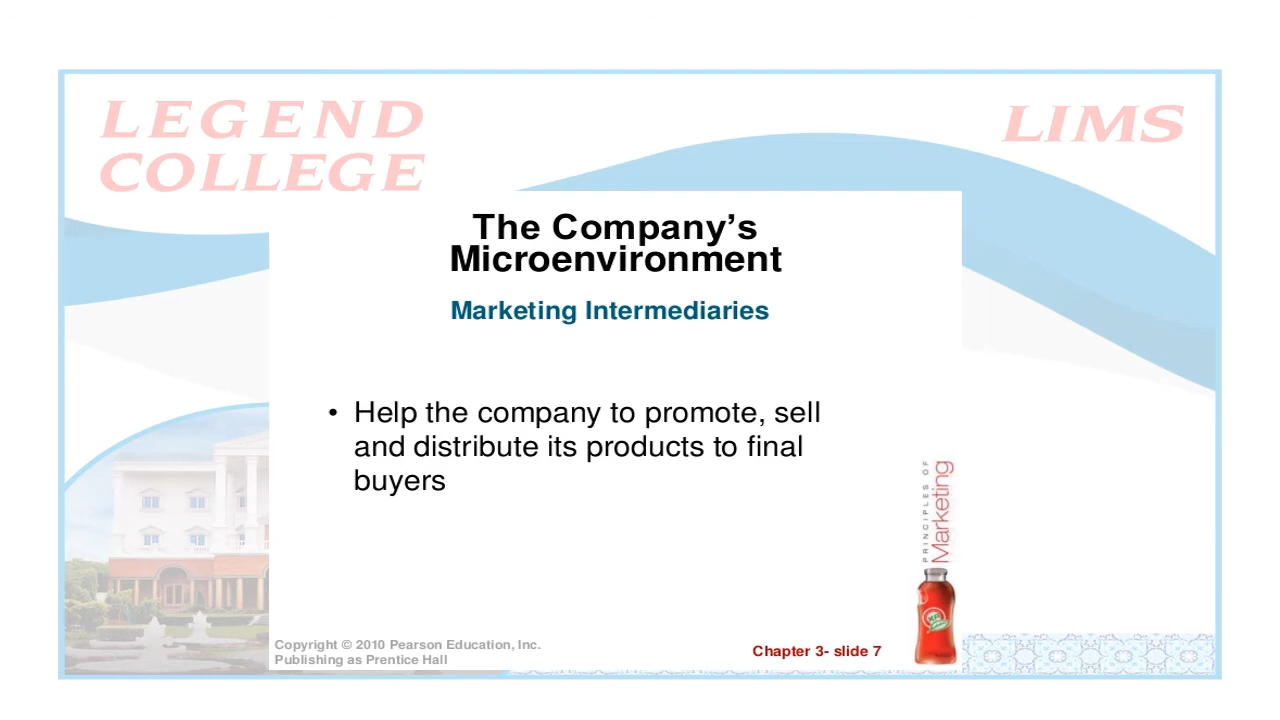 LEGEND
COLLEGE
LIMS
The Company’s
Microenvironment
Marketing Intermediaries
• Help the company to promote, sell
and distribute its products to final
buyers
PRINCIPLES OF
Marketing
Copyright © 2010 Pearson Education, Inc.
Publishing as Prentice Hall
Chapter 3- slide 7